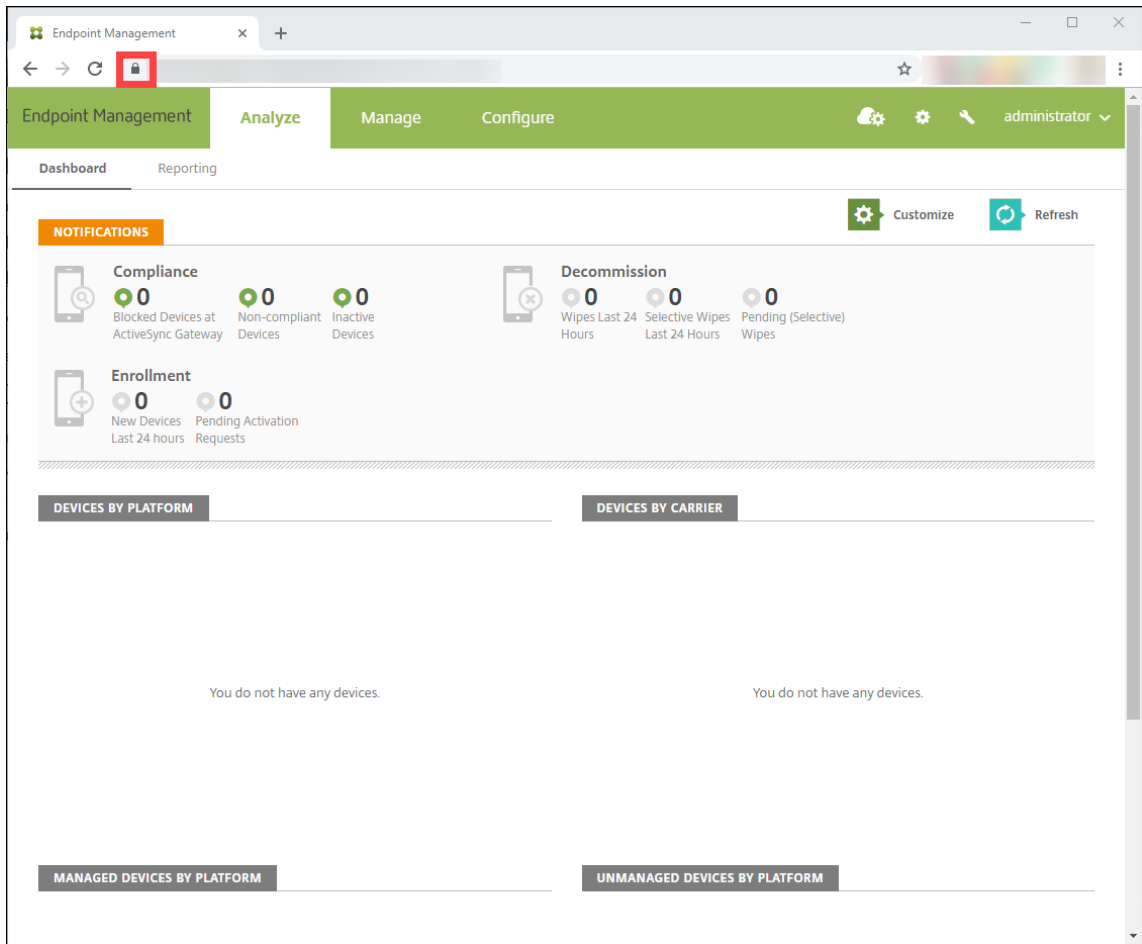 Endpoint Management
Endpoint Management Analyze Manage Configure administrator
Dashboard Reporting
Customize Refresh
NOTIFICATIONS
Compliance
0 0 0
Blocked Devices at Non-compliant Inactive
ActiveSync Gateway Devices Devices
Decommission
0 0 0
Wipes Last 24 Selective Wipes Pending (Selective)
Hours Last 24 Hours Wipes
Enrollment
0 0
New Devices Pending Activation
Last 24 hours Requests
DEVICES BY PLATFORM DEVICES BY CARRIER
You do not have any devices. You do not have any devices.
MANAGED DEVICES BY PLATFORM UNMANAGED DEVICES BY PLATFORM